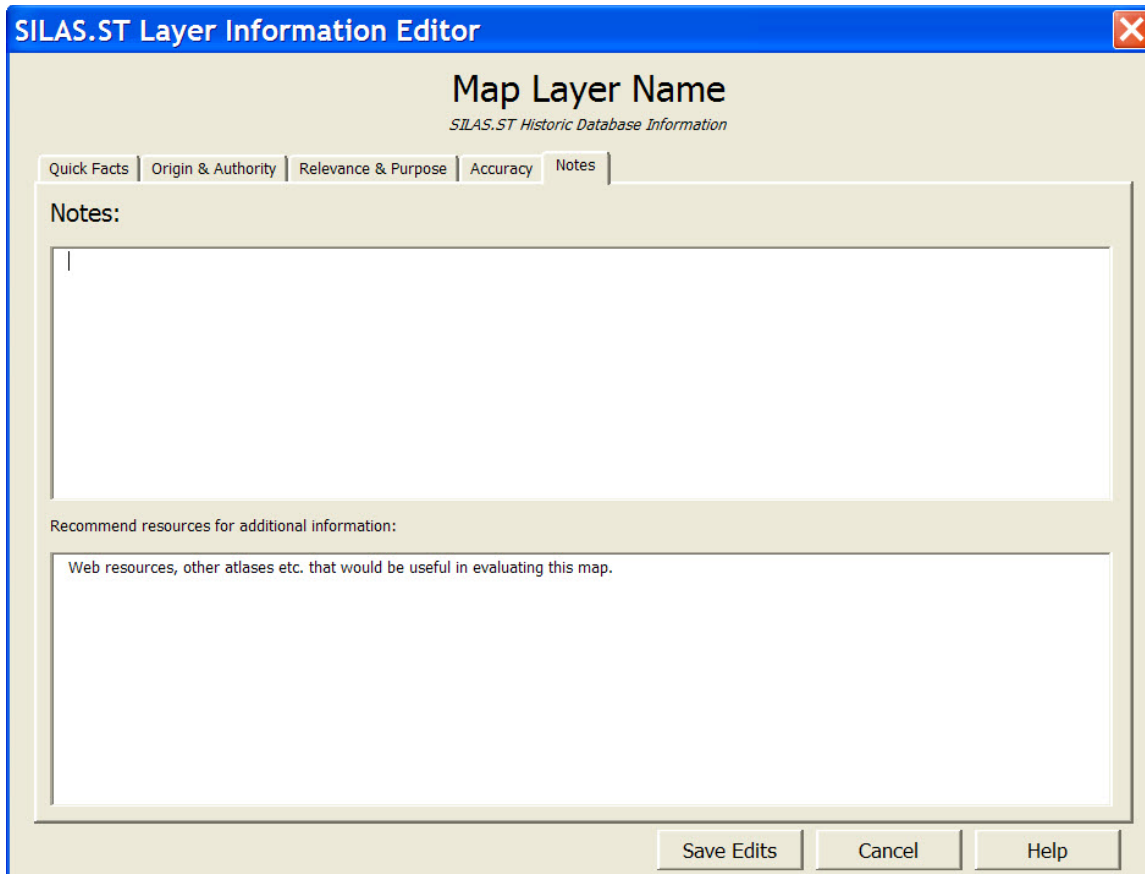 SILAS.ST Layer Information Editor
Map Layer Name
SILAS.ST Historic Database Information
Quick Facts
Origin & Authority
Relevance & Purpose
Accuracy
Notes
Notes:
Recommend resources for additional information:
Web resources, other atlases etc. that would be useful in evaluating this map.
Save Edits
Cancel
Help